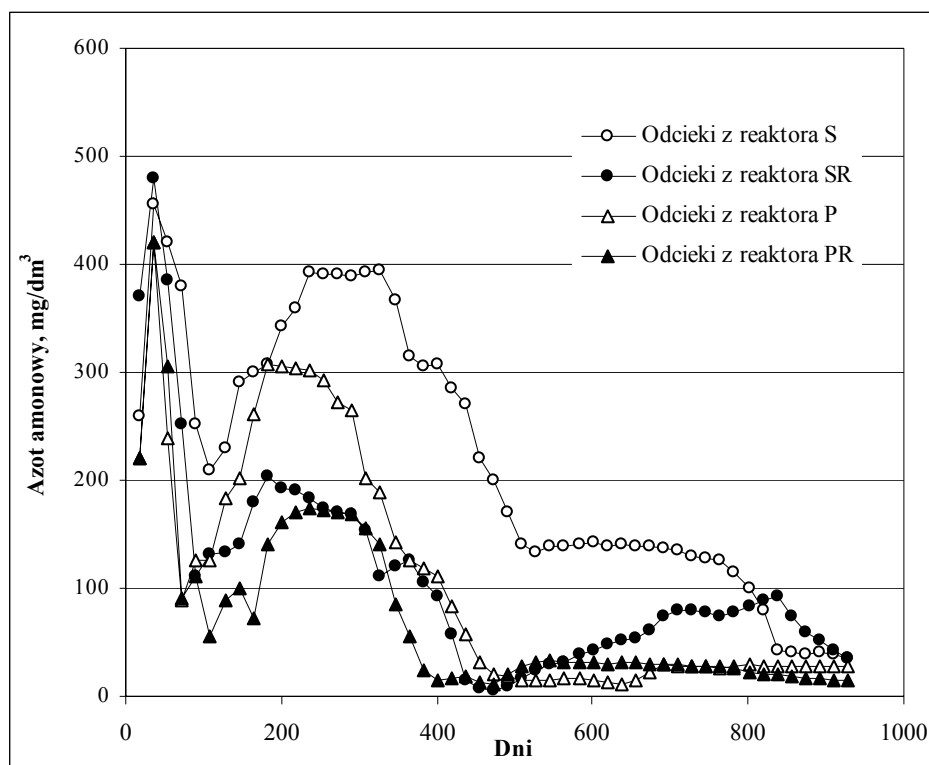 600
500
400
300
200
100
0
Azot amonowy, mg/dm³
Odcieki z reaktora S
Odcieki z reaktora SR
Odcieki z reaktora P
Odcieki z reaktora PR
0 200 400 600 800 1000
Dni